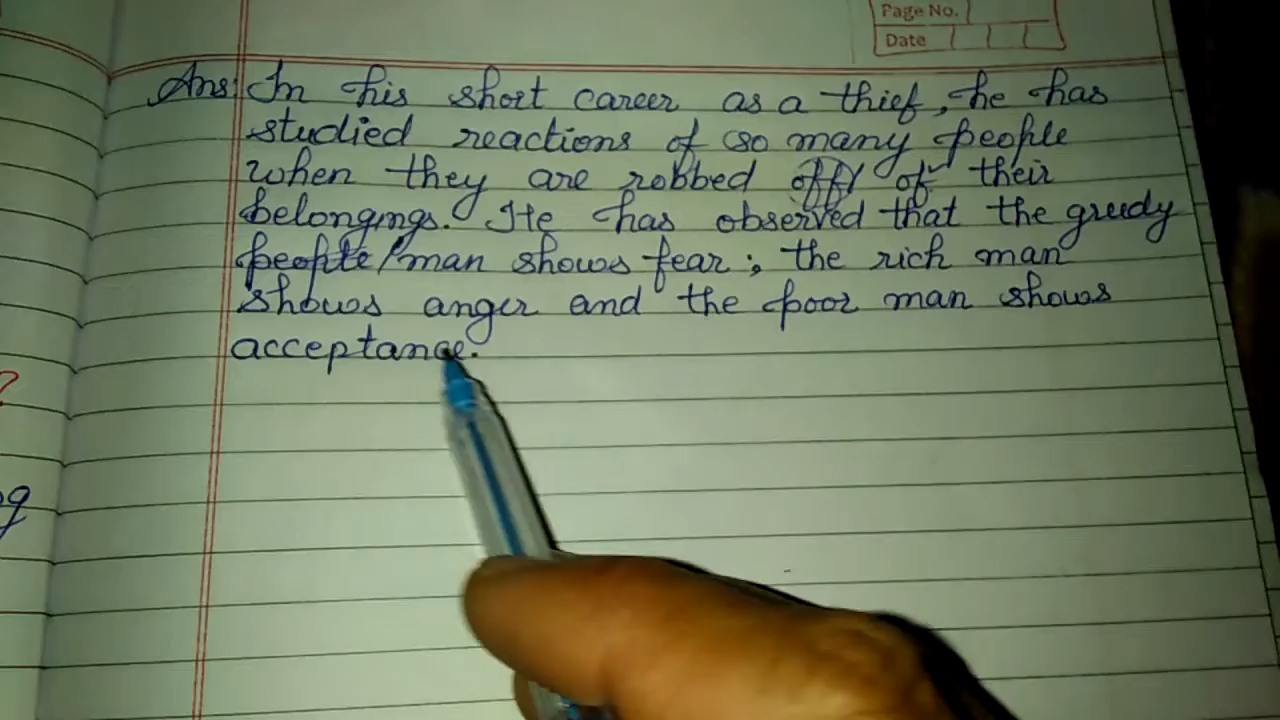 Page No.
Date
Ans: In his short career as a thief, he has
studied reactions of so many people
when they are robbed off of their
belongings. He has observed that the greedy
people/man shows fear; the rich man
shows anger and the poor man shows
acceptance.
?